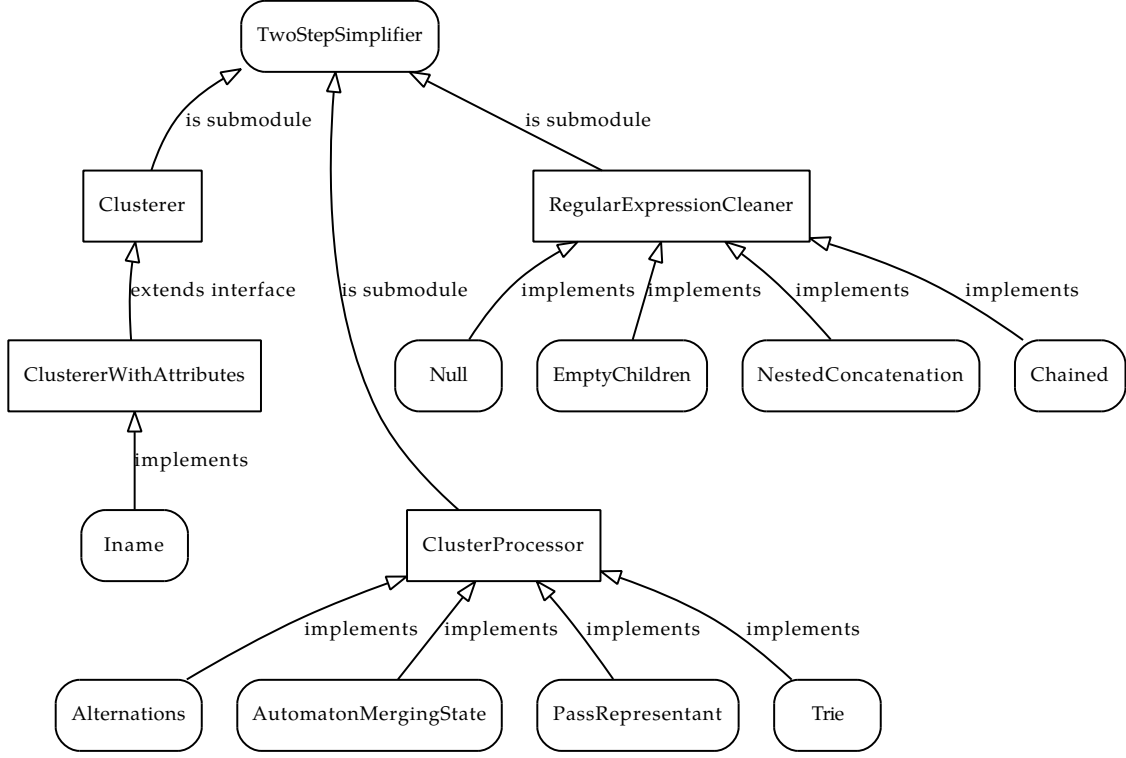 TwoStepSimplifier
is submodule
is submodule
Clusterer
RegularExpressionCleaner
extends interface
is submodule
implements
implements
implements
implements
ClustererWithAttributes
Null
EmptyChildren
NestedConcatenation
Chained
implements
Iname
ClusterProcessor
implements
implements
implements
implements
Alternations
AutomatonMergingState
PassRepresentant
Trie